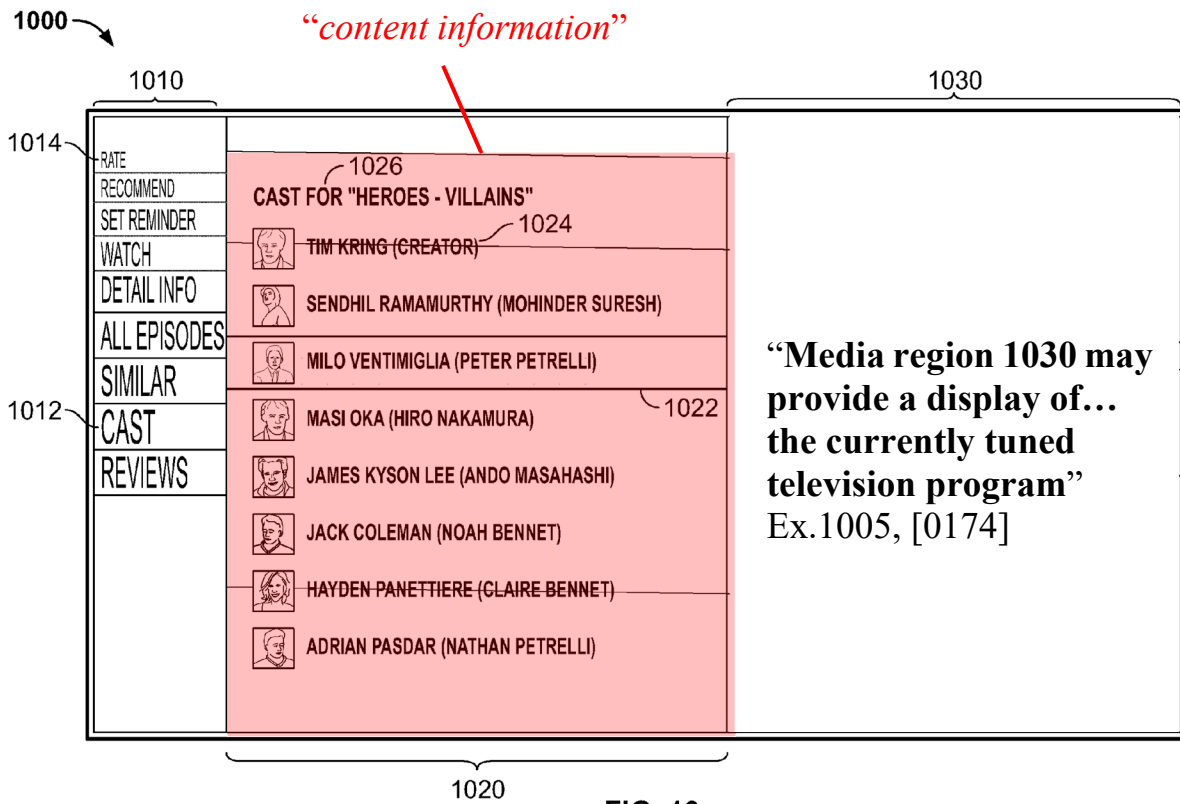 1000
“content information”
1010
1030
1014
RATE
RECOMMEND
SET REMINDER
WATCH
DETAIL INFO
ALL EPISODES
SIMILAR
1012
CAST
REVIEWS
1026
CAST FOR "HEROES - VILLAINS"
1024
TIM KRING (CREATOR)
SENDHIL RAMAMURTHY (MOHINDER SURESH)
MILO VENTIMIGLIA (PETER PETRELLI)
1022
MASI OKA (HIRO NAKAMURA)
JAMES KYSON LEE (ANDO MASAHASHI)
JACK COLEMAN (NOAH BENNET)
HAYDEN PANETTIERE (CLAIRE BENNET)
ADRIAN PASDAR (NATHAN PETRELLI)
“Media region 1030 may
provide a display of…
the currently tuned
television program”
Ex.1005, [0174]
1020